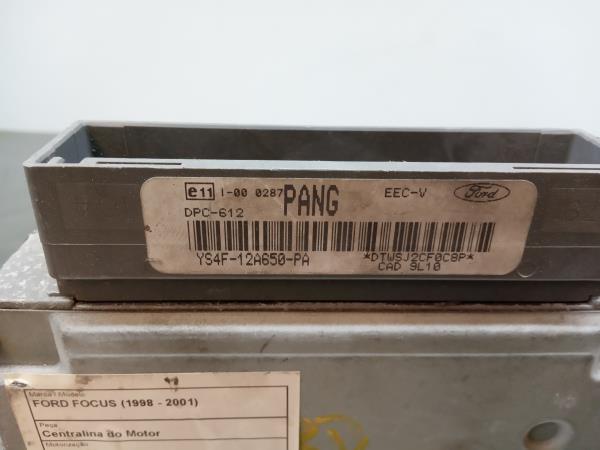 e11 I-00 0287 PANG EEC-V Ford
DPC-612
YS4F-12A650-PA *DTWSJ2CF0C8P*
CAD 9L10
Marca / Modelo
FORD FOCUS (1998 - 2001)
Peça
Centralina do Motor
Motorização